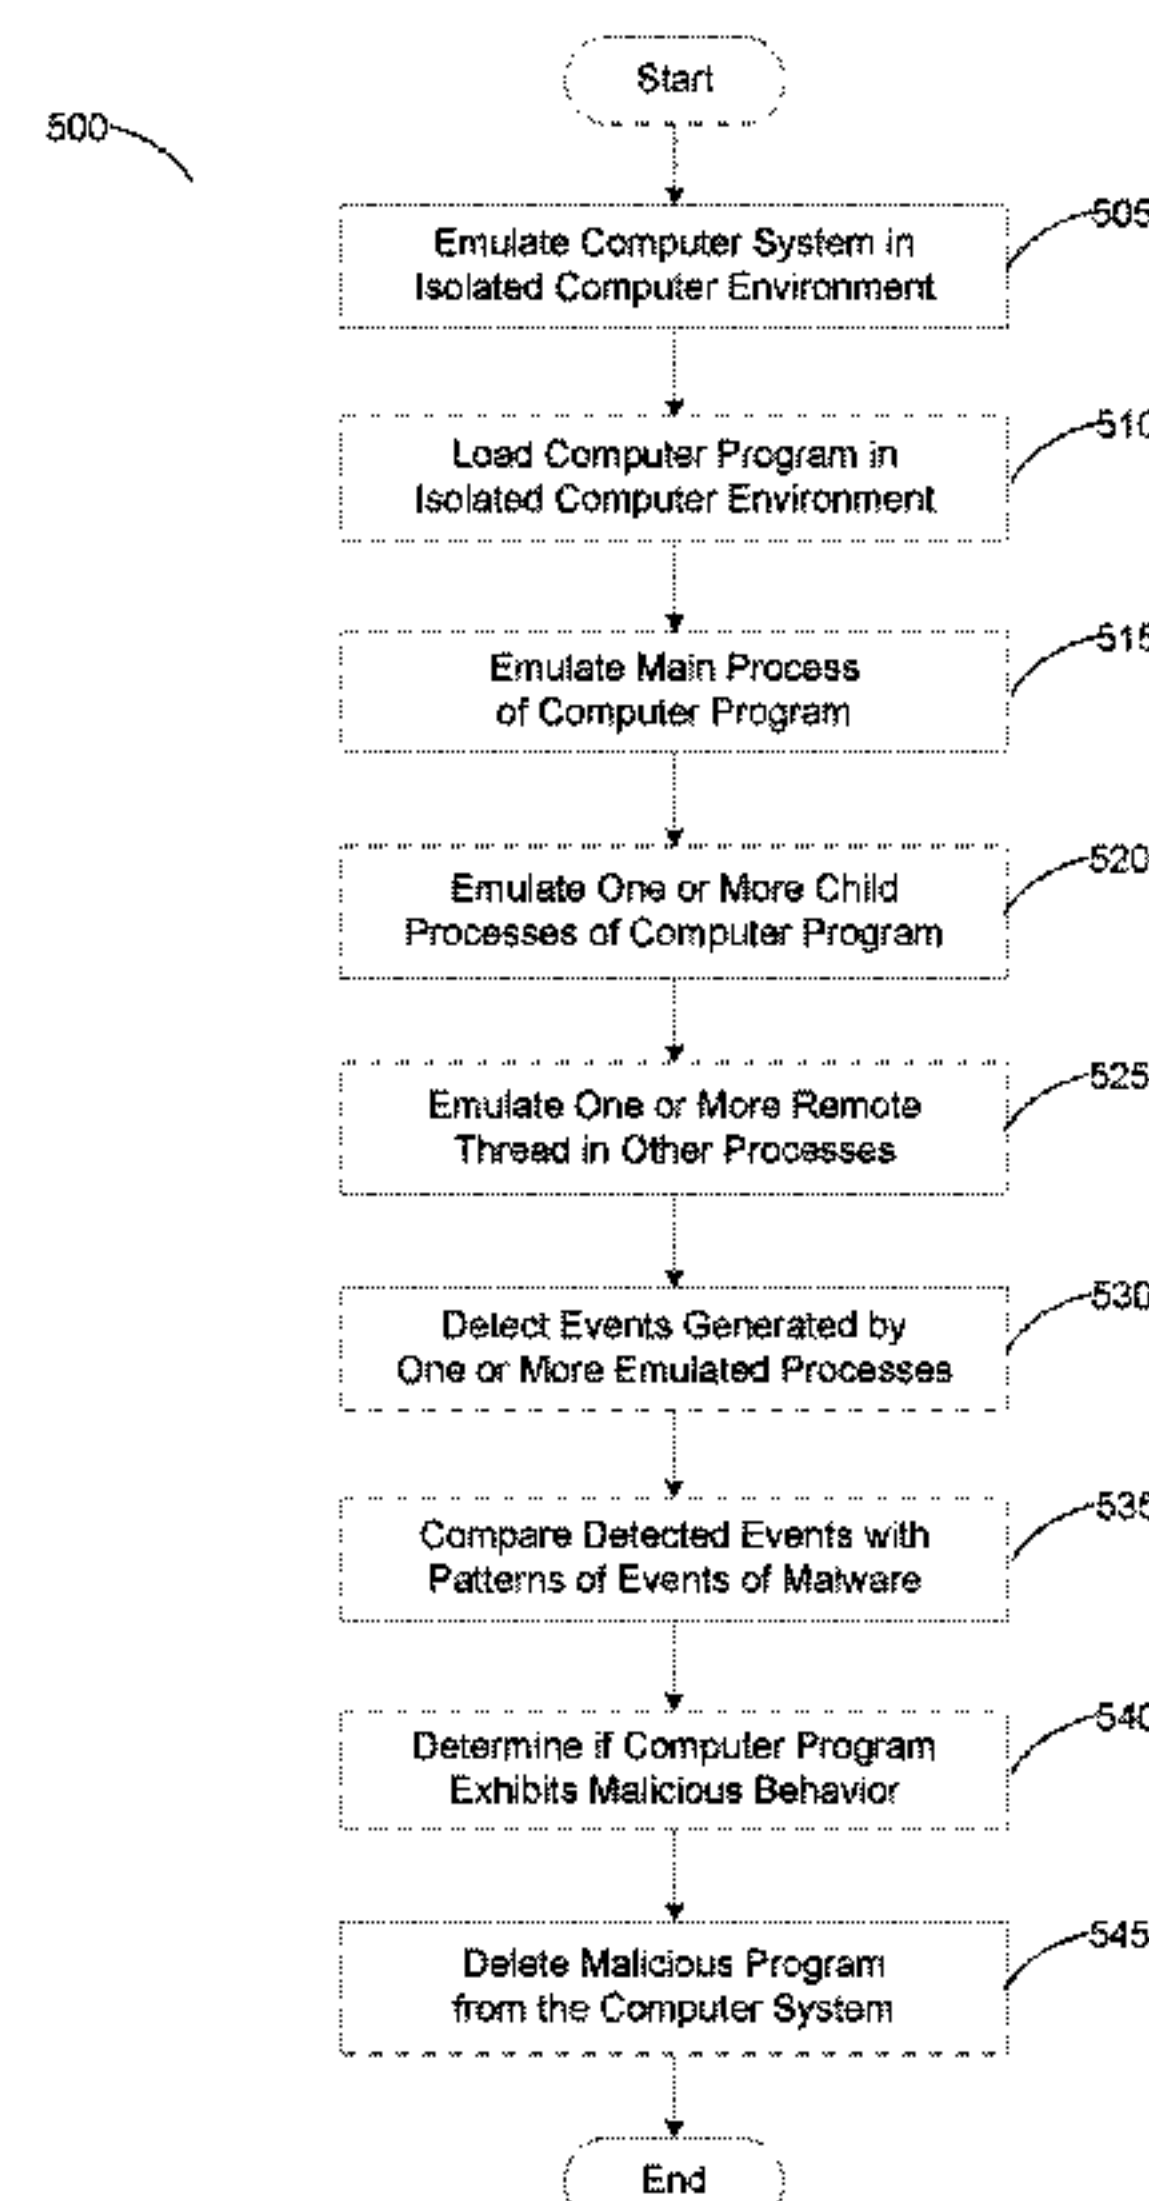 Start
500
505
Emulate Computer System in
Isolated Computer Environment
510
Load Computer Program in
Isolated Computer Environment
515
Emulate Main Process
of Computer Program
520
Emulate One or More Child
Processes of Computer Program
525
Emulate One or More Remote
Thread in Other Processes
530
Detect Events Generated by
One or More Emulated Processes
535
Compare Detected Events with
Patterns of Events of Malware
540
Determine if Computer Program
Exhibits Malicious Behavior
545
Delete Malicious Program
from the Computer System
End